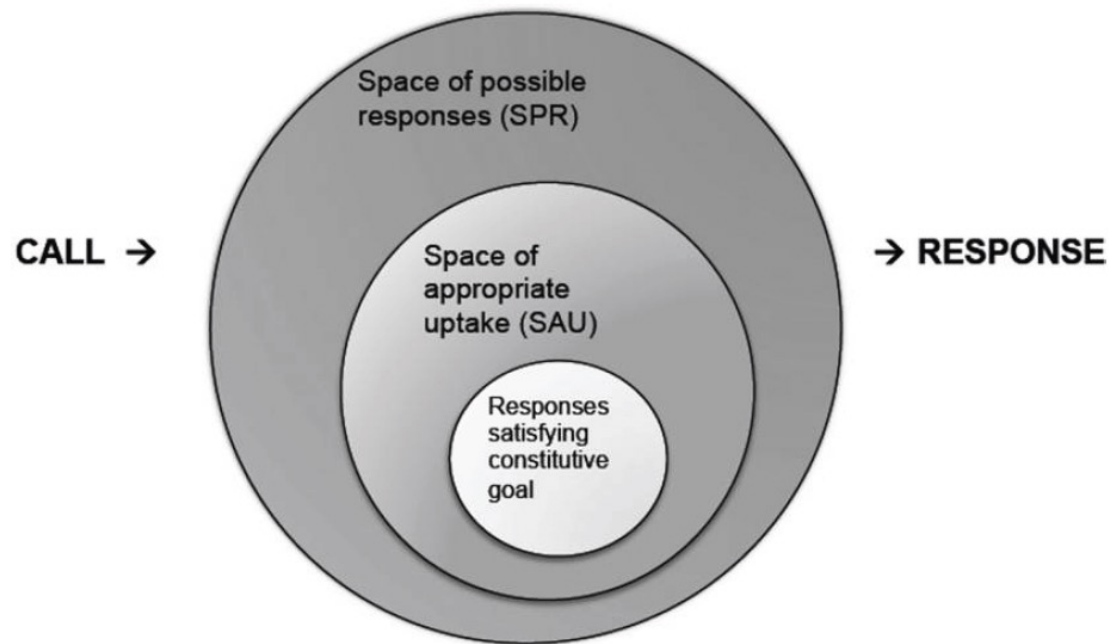 Space of possible
responses (SPR)
CALL →
Space of
appropriate
uptake (SAU)
→ RESPONSE
Responses
satisfying
constitutive
goal